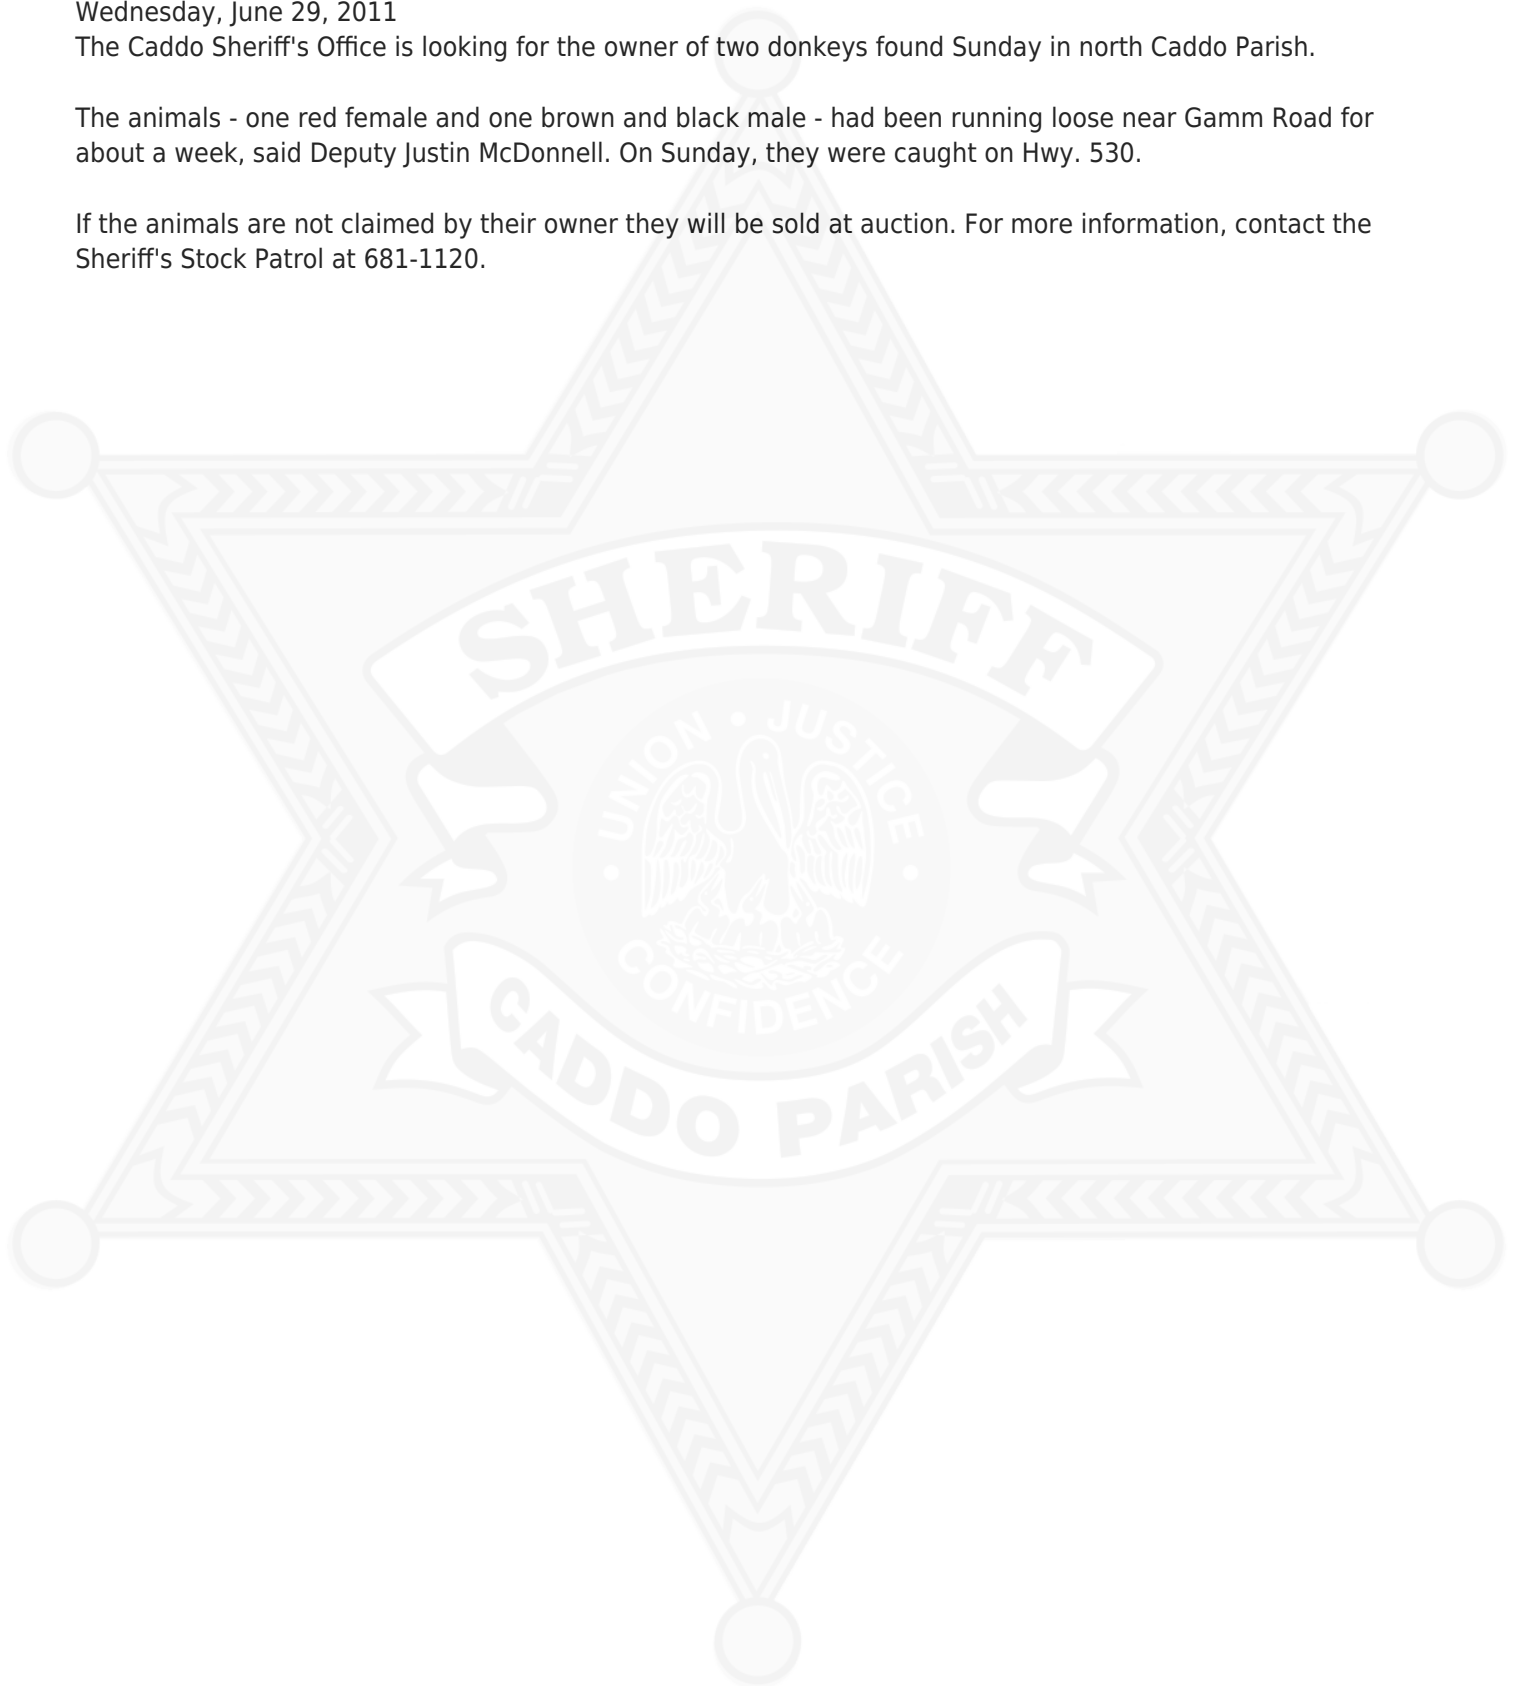 Wednesday, June 29, 2011
The Caddo Sheriff's Office is looking for the owner of two donkeys found Sunday in north Caddo Parish.
The animals - one red female and one brown and black male - had been running loose near Gamm Road for
about a week, said Deputy Justin McDonnell. On Sunday, they were caught on Hwy. 530.
If the animals are not claimed by their owner they will be sold at auction. For more information, contact the
Sheriff's Stock Patrol at 681-1120.
SHERIFF
UNION • JUSTICE
• CONFIDENCE •
CADDO PARISH